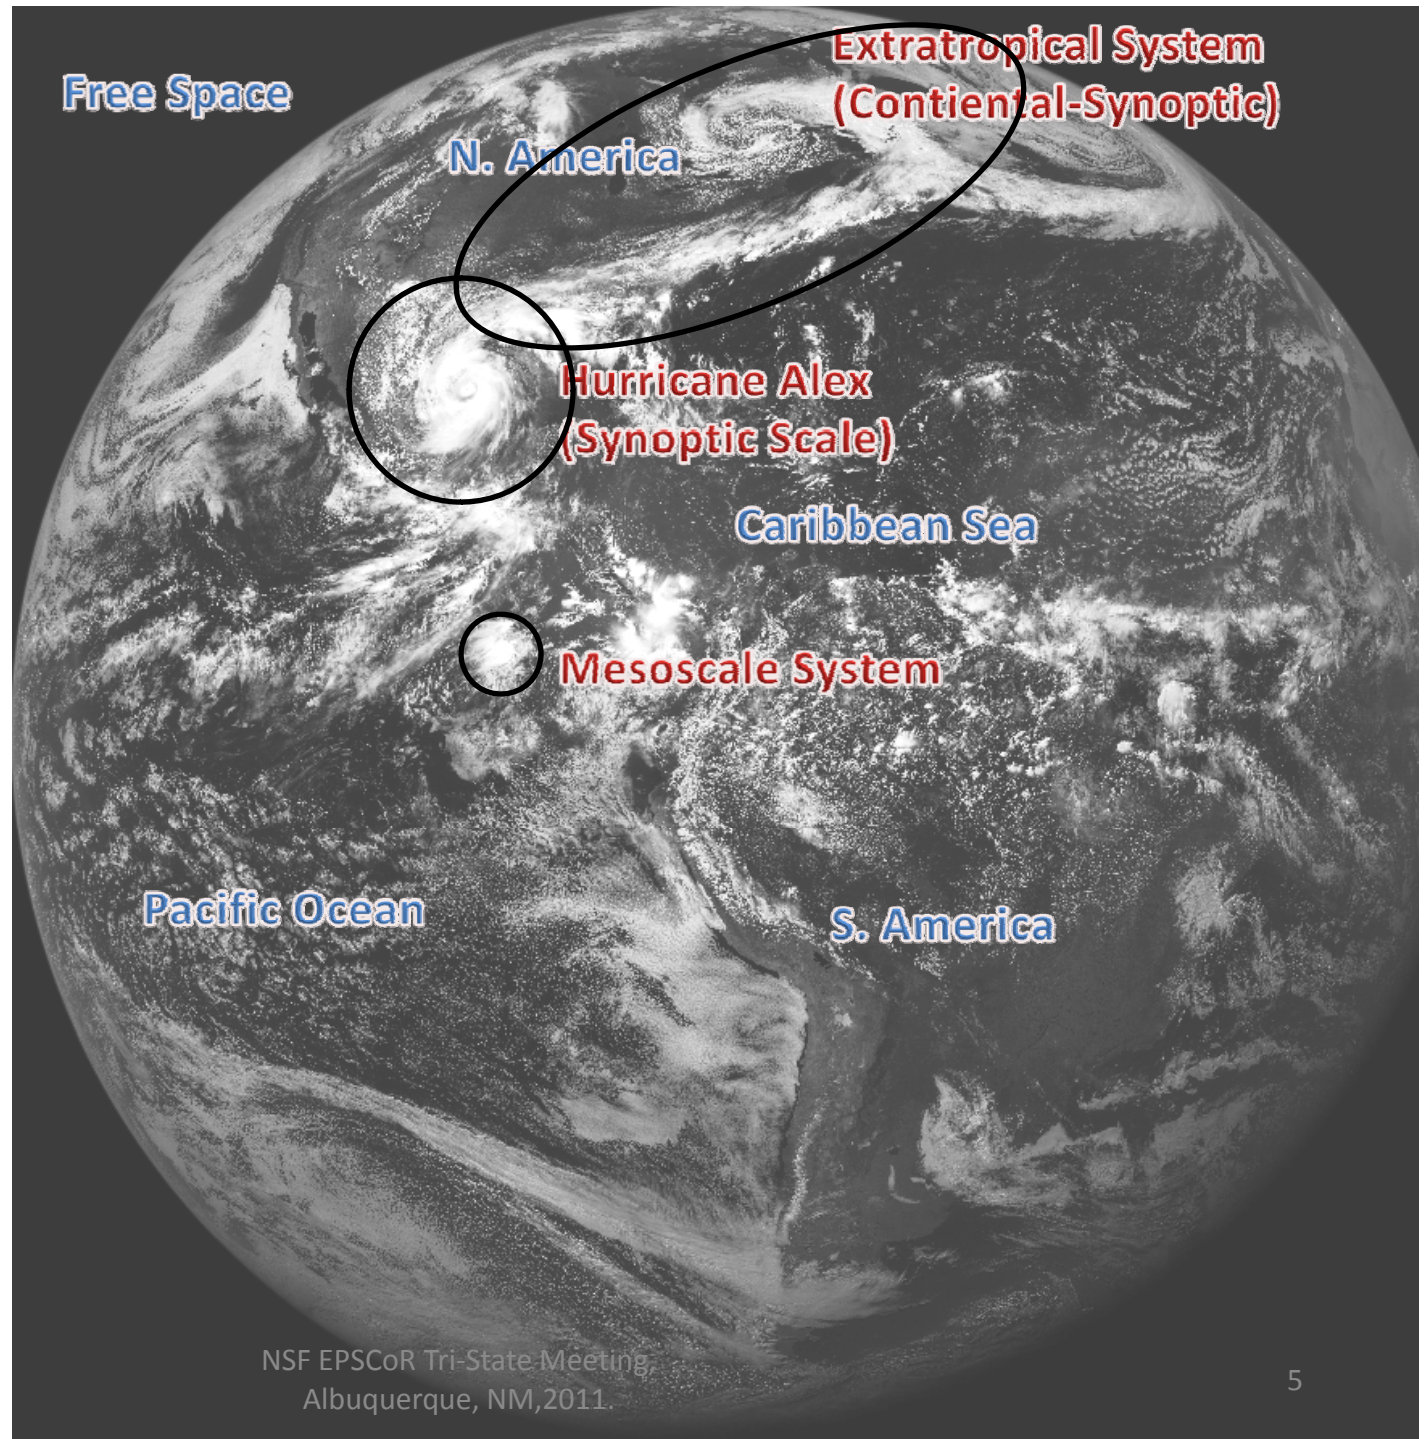 Extratropical System
(Contiental-Synoptic)
Free Space
N. America
Hurricane Alex
(Synoptic Scale)
Caribbean Sea
Mesoscale System
Pacific Ocean
S. America
NSF EPSCoR Tri-State Meeting,
Albuquerque, NM,2011.
5